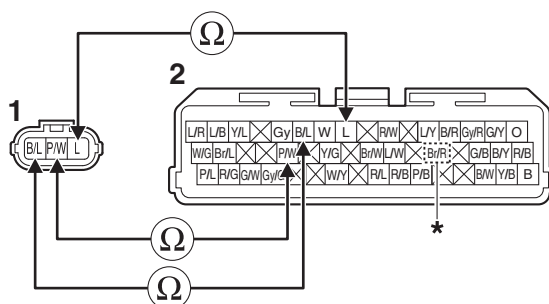 Ω
2
1
B/L P/W L
L/R L/B Y/L Gy B/L W L R/W L/Y B/R Gy/R G/Y O
W/G Br/L P/W Y/G Br/W L/W Br/R G/B B/Y R/B
P/L R/G G/W Gy/G W/Y R/L R/B P/B B/W Y/B B
*
Ω
Ω